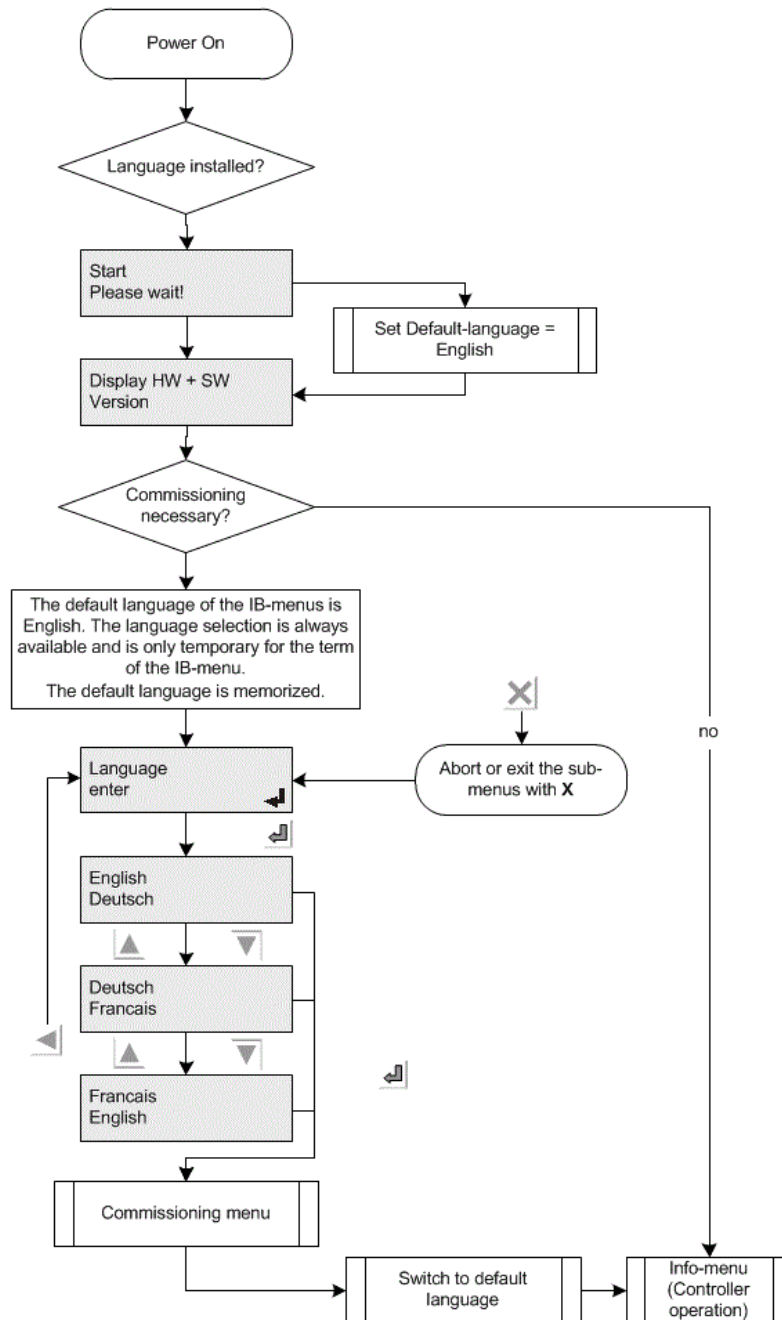 Power On
Language installed?
Start
Please wait!
Set Default-language =
English
Display HW + SW
Version
Commissioning
necessary?
The default language of the IB-menus is
English. The language selection is always
available and is only temporary for the term
of the IB-menu.
The default language is memorized.
no
Language
enter
Abort or exit the sub-
menus with X
English
Deutsch
Deutsch
Francais
Francais
English
Commissioning menu
Switch to default
language
Info-menu
(Controller
operation)